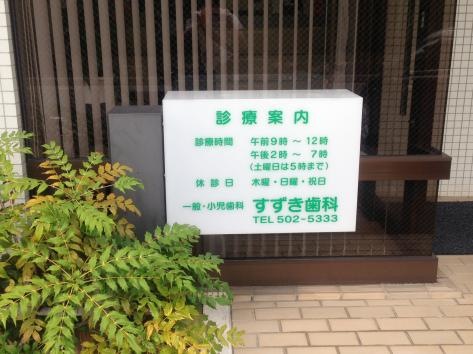 診療案内
診療時間 午前9時～12時
午後2時～7時
(土曜日は5時まで)
休診日 木曜・日曜・祝日
一般・小児歯科 すずき歯科
TEL 502-5333